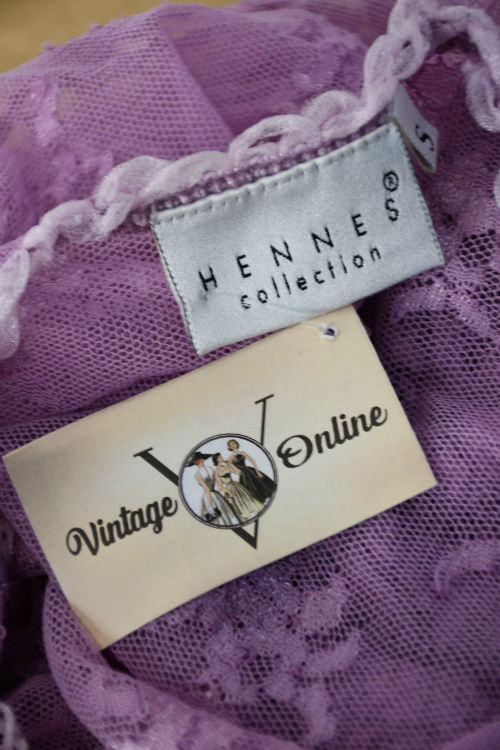 S
HENNES®
collection
V
Vintage Online